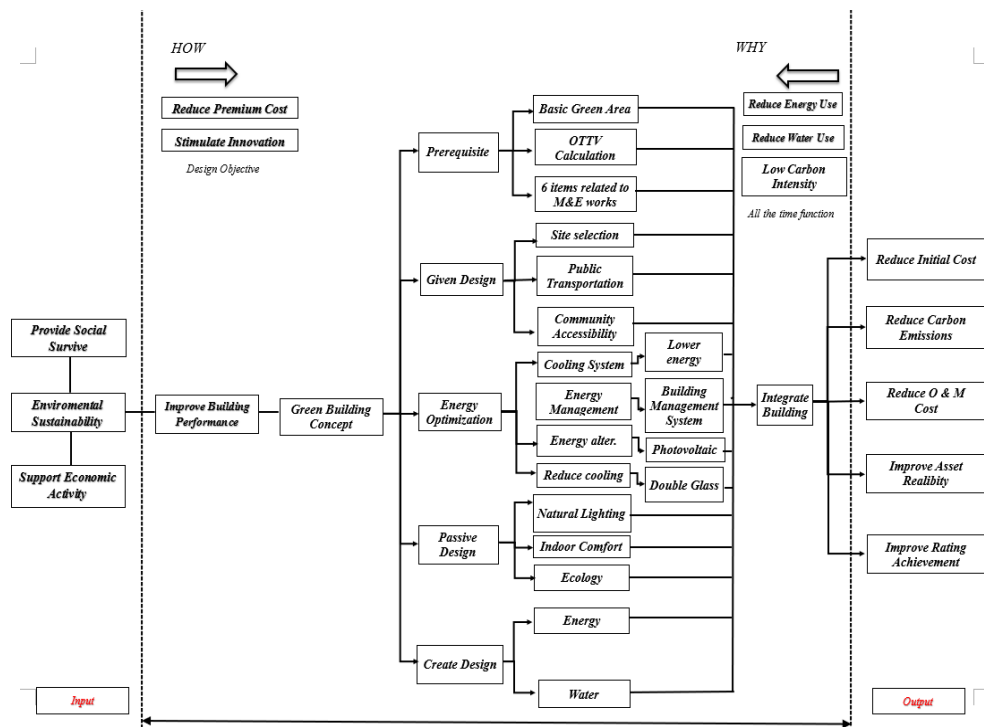 HOW
WHY
Reduce Premium Cost
Stimulate Innovation
Design Objective
Reduce Energy Use
Reduce Water Use
Low Carbon
Intensity
All the time function
Provide Social
Survive
Enviromental
Sustainability
Support Economic
Activity
Improve Building
Performance
Green Building
Concept
Prerequisite
Basic Green Area
OTTV
Calculation
6 items related to
M&E works
Given Design
Site selection
Public
Transportation
Community
Accessibility
Energy
Optimization
Cooling System
Lower
energy
Energy
Management
Building
Management
System
Energy alter.
Photovoltaic
Reduce cooling
Double Glass
Passive
Design
Natural Lighting
Indoor Comfort
Ecology
Create Design
Energy
Water
Integrate
Building
Reduce Initial Cost
Reduce Carbon
Emissions
Reduce O & M
Cost
Improve Asset
Realibity
Improve Rating
Achievement
Input
Output